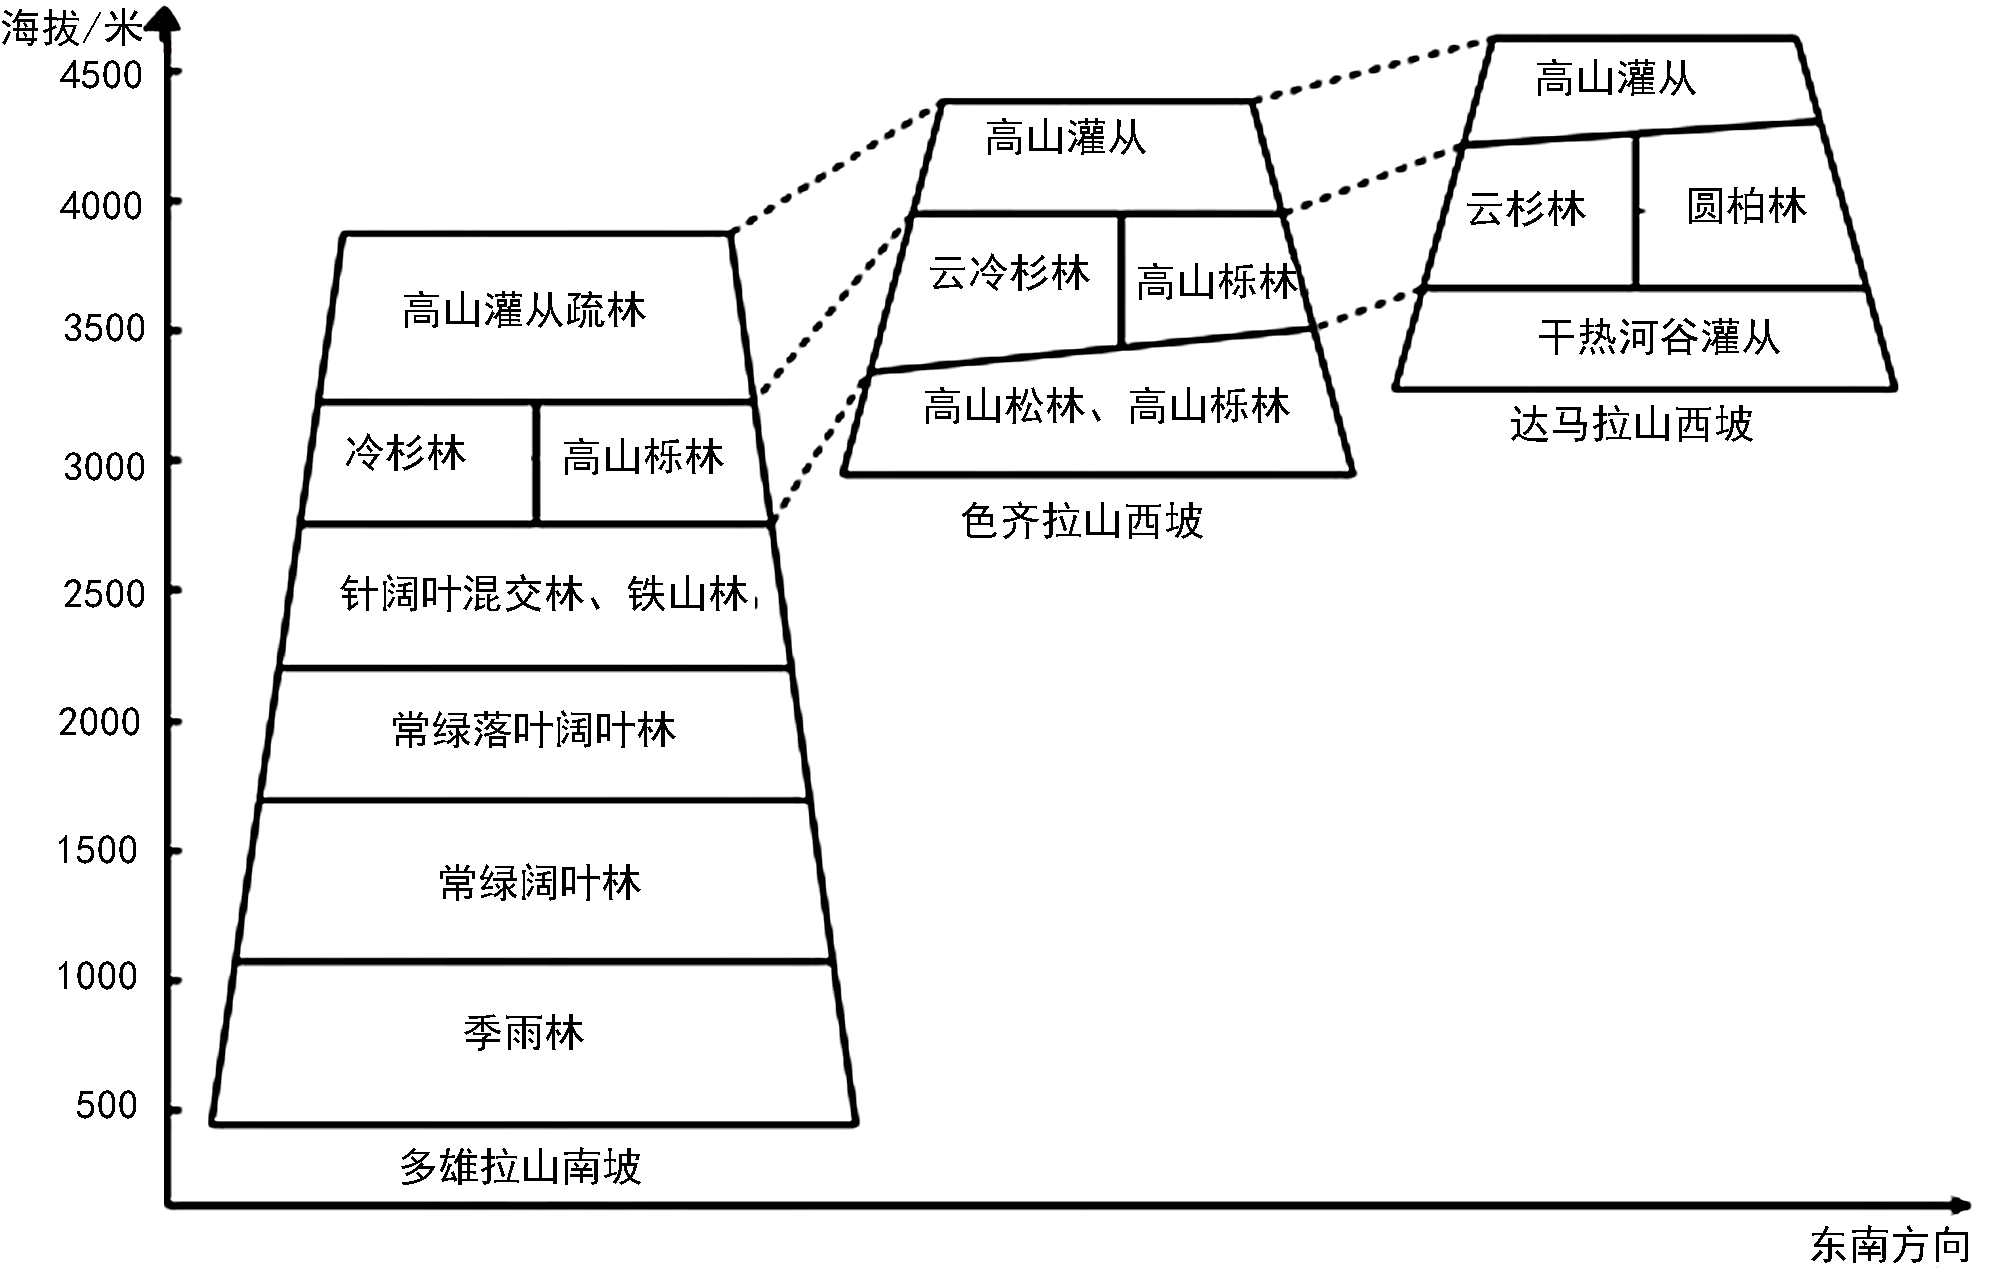 海拔/米
4500
4000
3500
3000
2500
2000
1500
1000
500
高山灌从疏林
冷杉林
高山栎林
针阔叶混交林、铁山林
常绿落叶阔叶林
常绿阔叶林
季雨林
多雄拉山南坡
高山灌从
云冷杉林
高山栎林
高山松林、高山栎林
色齐拉山西坡
高山灌从
云杉林
圆柏林
干热河谷灌从
达马拉山西坡
东南方向